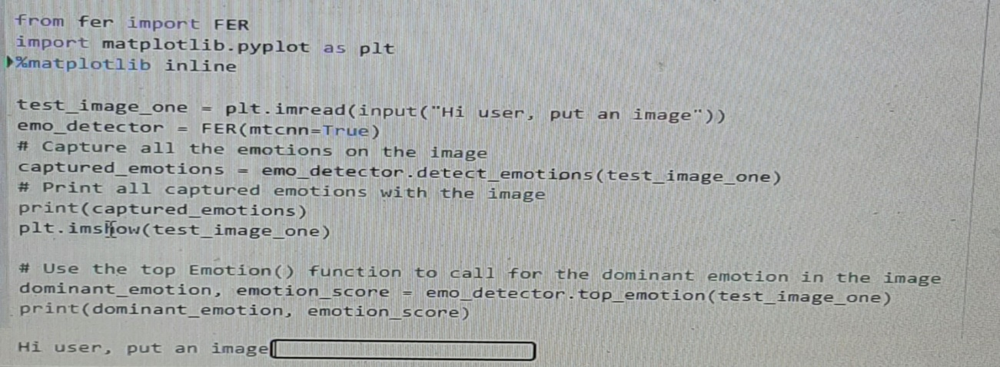 from fer import FER
import matplotlib.pyplot as plt
%matplotlib inline
test_image_one = plt.imread(input("Hi user, put an image"))
emo_detector = FER(mtcnn=True)
# Capture all the emotions on the image
captured_emotions = emo_detector.detect_emotions(test_image_one)
# Print all captured emotions with the image
print(captured_emotions)
plt.imshow(test_image_one)
# Use the top Emotion() function to call for the dominant emotion in the image
dominant_emotion, emotion_score = emo_detector.top_emotion(test_image_one)
print(dominant_emotion, emotion_score)
Hi user, put an image